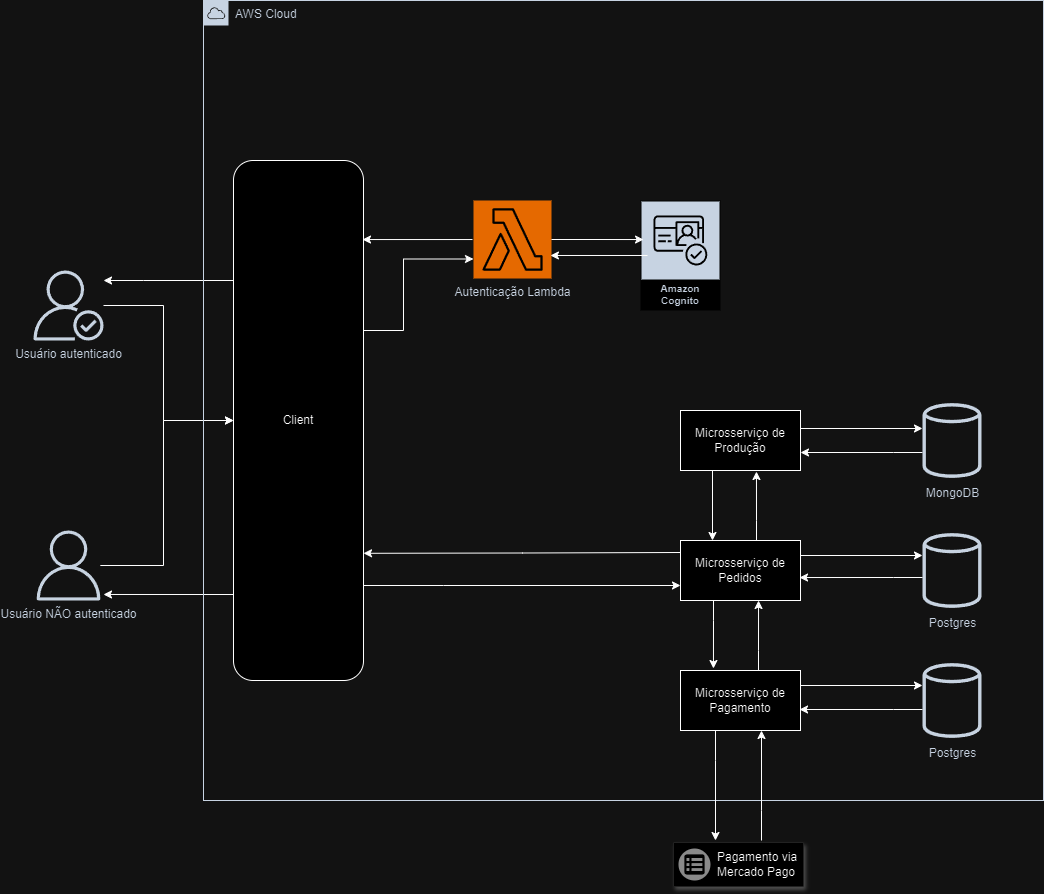 AWS Cloud
Autenticação Lambda
Amazon
Cognito
Usuário autenticado
Client
Microsserviço de
Produção
MongoDB
Microsserviço de
Pedidos
Postgres
Usuário NÃO autenticado
Microsserviço de
Pagamento
Postgres
Pagamento via
Mercado Pago